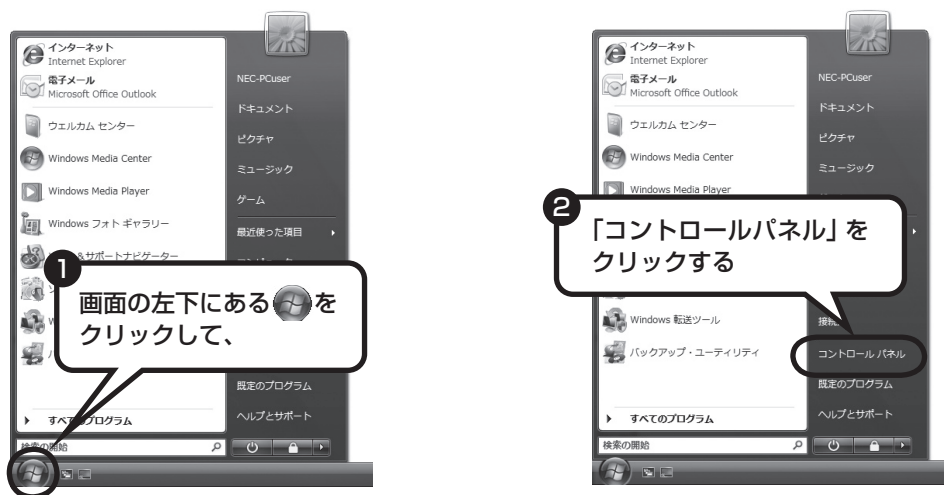 インターネット
Internet Explorer
電子メール
Microsoft Office Outlook
ウェルカム センター
Windows Media Center
Windows Media Player
Windows フォト ギャラリー
&サポートナビゲーター
NEC-PCuser
ドキュメント
ピクチャ
ミュージック
ゲーム
最近使った項目
1
画面の左下にある を
クリックして、
既定のプログラム
ヘルプとサポート
すべてのプログラム
検索の開始
インターネット
Internet Explorer
電子メール
Microsoft Office Outlook
ウェルカム センター
Windows Media Center
Windows Media Player
NEC-PCuser
ドキュメント
ピクチャ
ミュージック
2
「コントロールパネル」を
クリックする
Windows 転送ツール
バックアップ・ユーティリティ
接続
コントロール パネル
既定のプログラム
ヘルプとサポート
すべてのプログラム
検索の開始